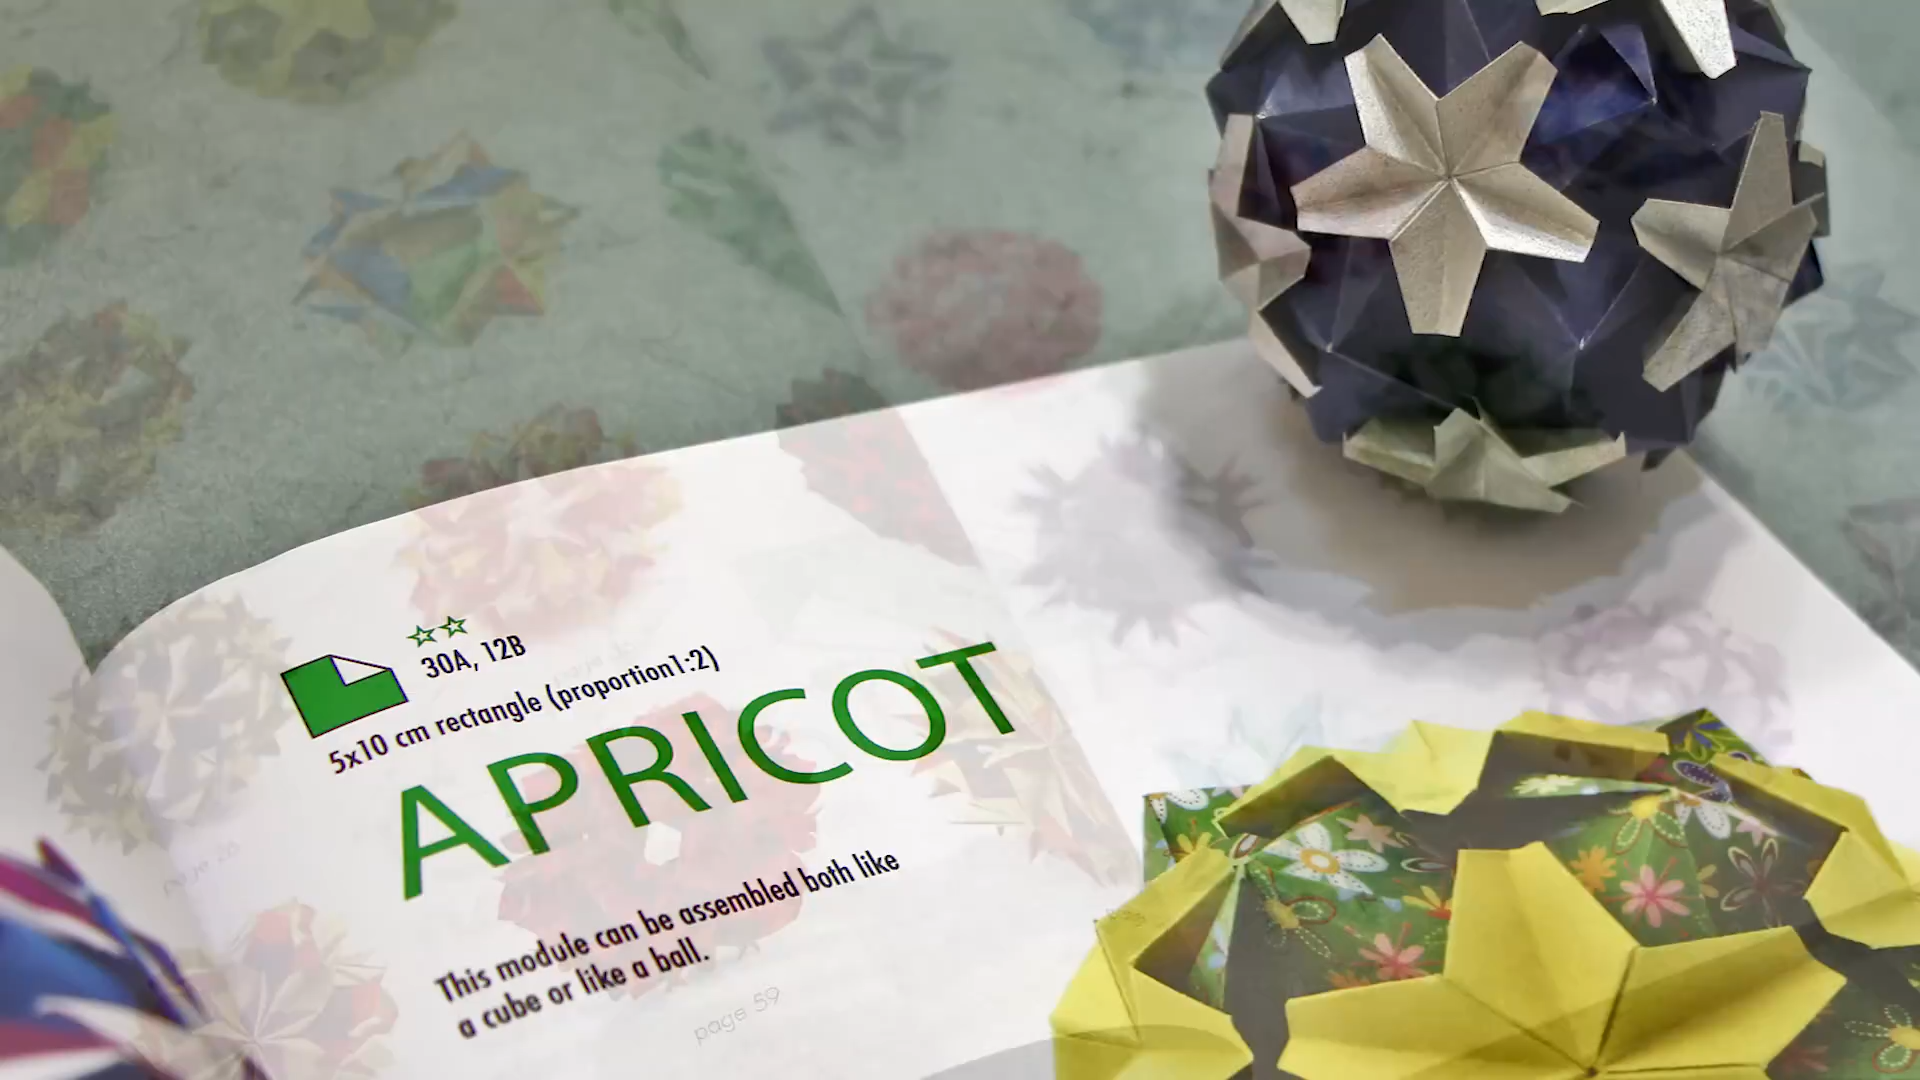 30A, 12B
5x10 cm rectangle (proportion1:2)
APRICOT
This module can be assembled both like
a cube or like a ball.
page 59